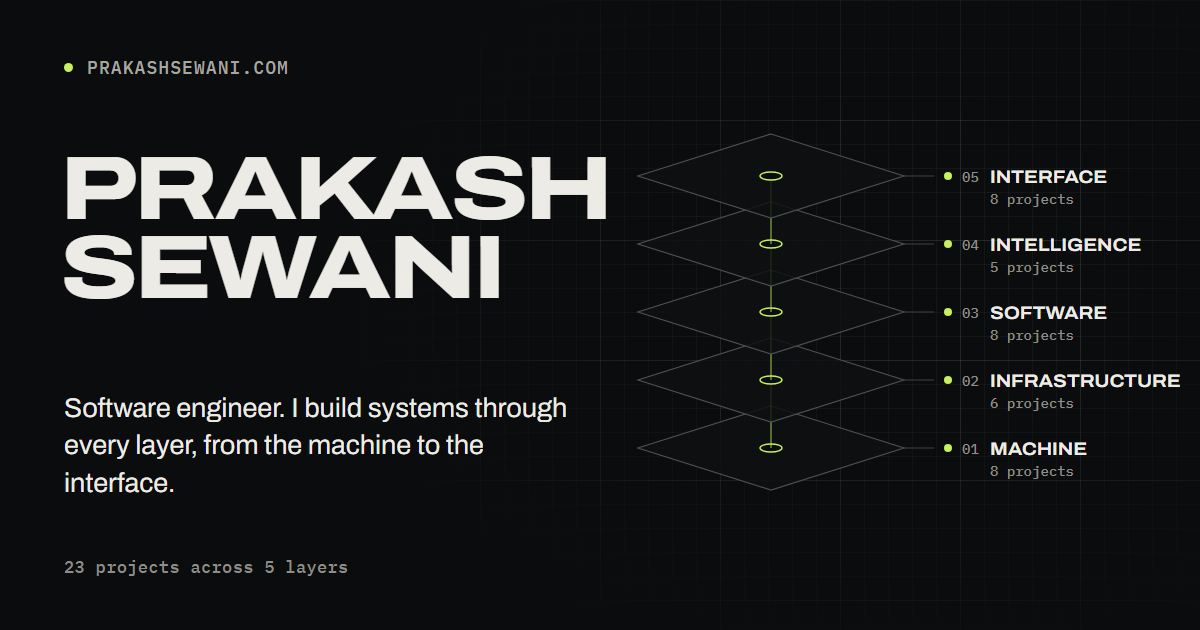 PRAKASHSEWANI.COM
PRAKASH
SEWANI
Software engineer. I build systems through
every layer, from the machine to the
interface.
23 projects across 5 layers
05 INTERFACE
8 projects
04 INTELLIGENCE
5 projects
03 SOFTWARE
8 projects
02 INFRASTRUCTURE
6 projects
01 MACHINE
8 projects